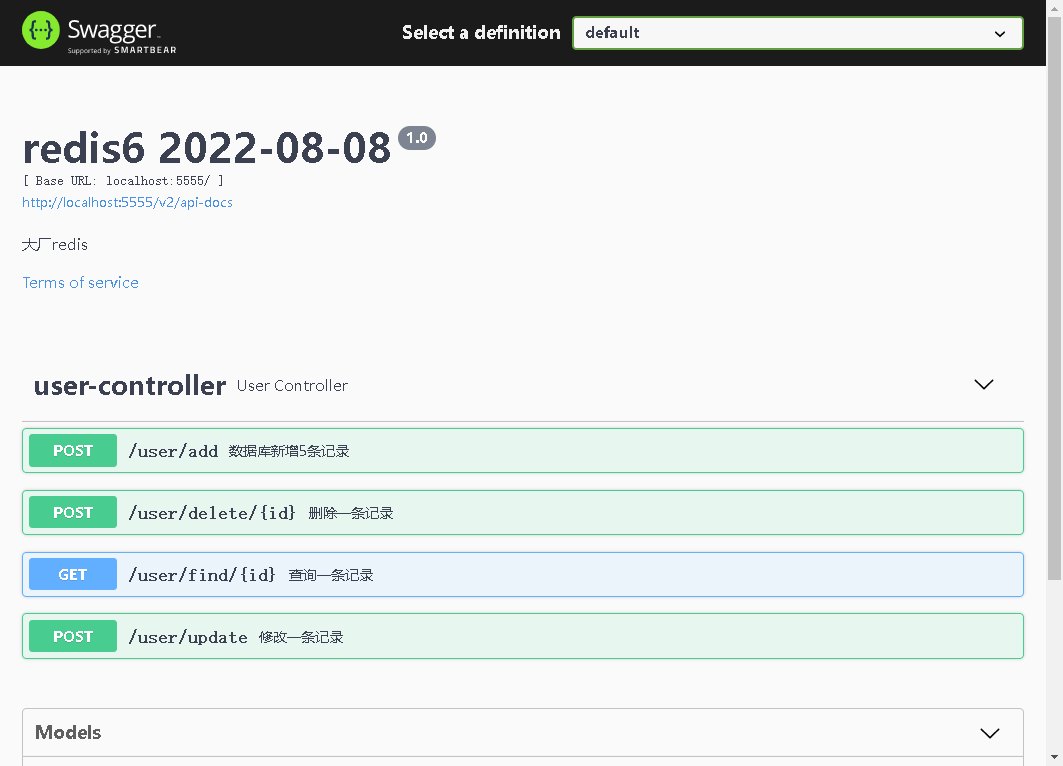 Swagger
Supported by SMARTBEAR
Select a definition
default
redis6 2022-08-08 1.0
[ Base URL: localhost:5555/ ]
http://localhost:5555/v2/api-docs
大厂redis
Terms of service
user-controller User Controller
POST /user/add 数据库新增5条记录
POST /user/delete/{id} 删除一条记录
GET /user/find/{id} 查询一条记录
POST /user/update 修改一条记录
Models